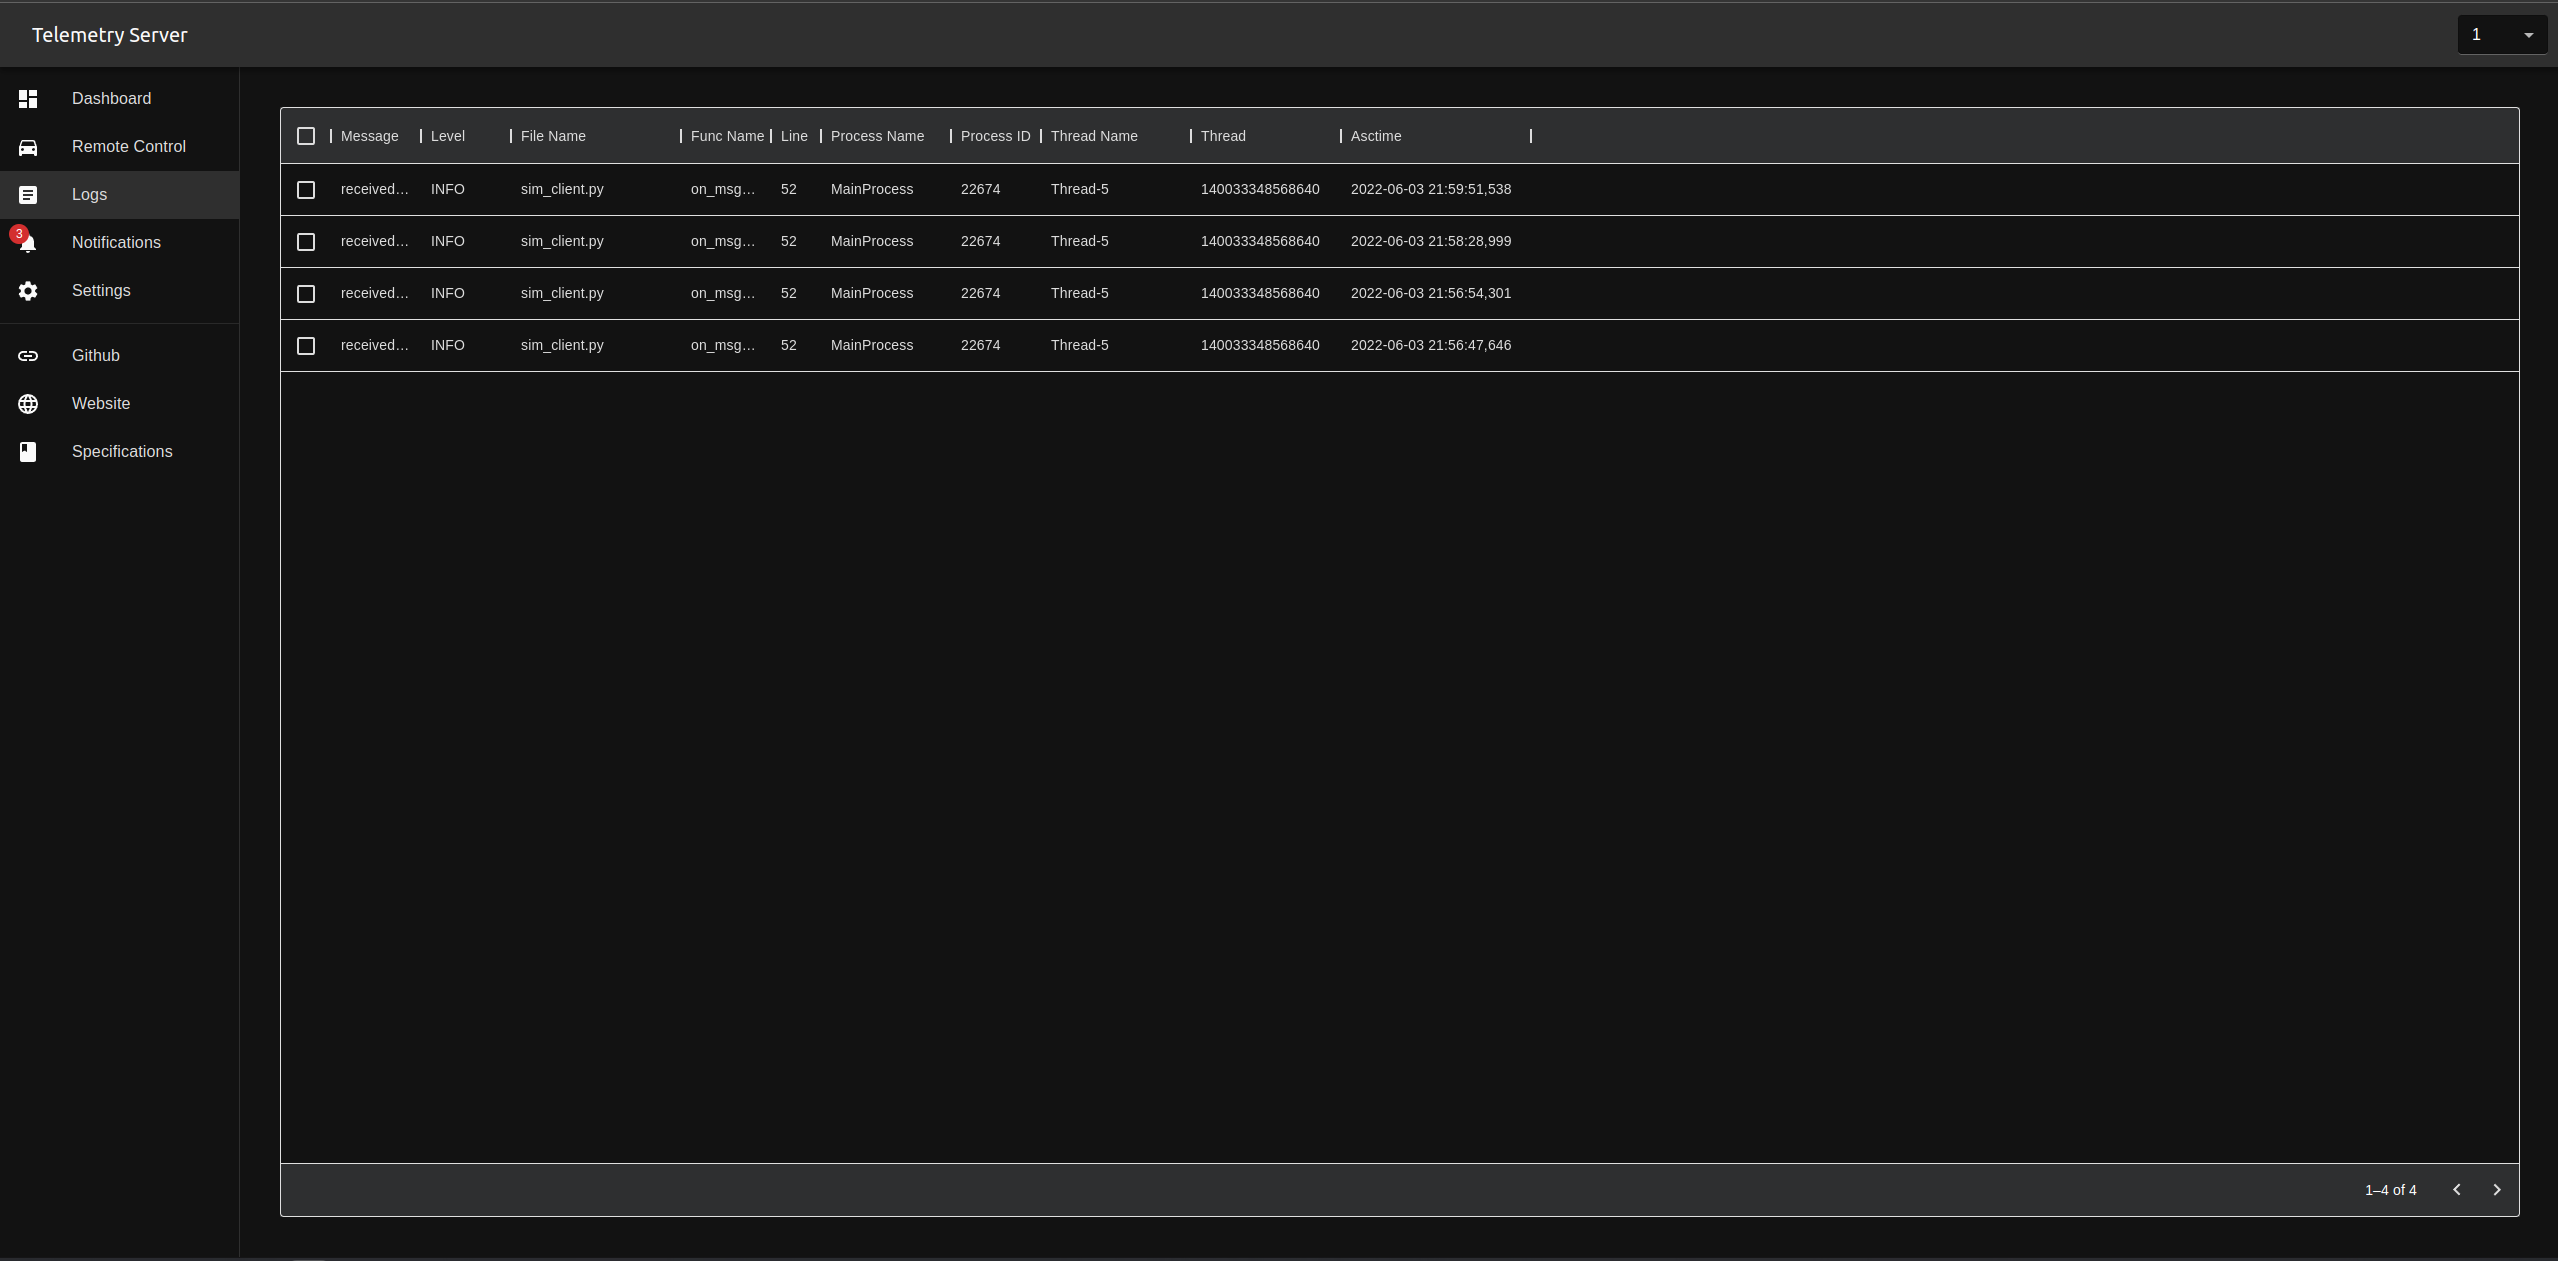 Telemetry Server
1
Dashboard
Remote Control
Logs
3
Notifications
Settings
Github
Website
Specifications
Message Level File Name Func Name Line Process Name Process ID Thread Name Thread Asctime
received… INFO sim_client.py on_msg… 52 MainProcess 22674 Thread-5 140033348568640 2022-06-03 21:59:51,538
received… INFO sim_client.py on_msg… 52 MainProcess 22674 Thread-5 140033348568640 2022-06-03 21:58:28,999
received… INFO sim_client.py on_msg… 52 MainProcess 22674 Thread-5 140033348568640 2022-06-03 21:56:54,301
received… INFO sim_client.py on_msg… 52 MainProcess 22674 Thread-5 140033348568640 2022-06-03 21:56:47,646
1–4 of 4